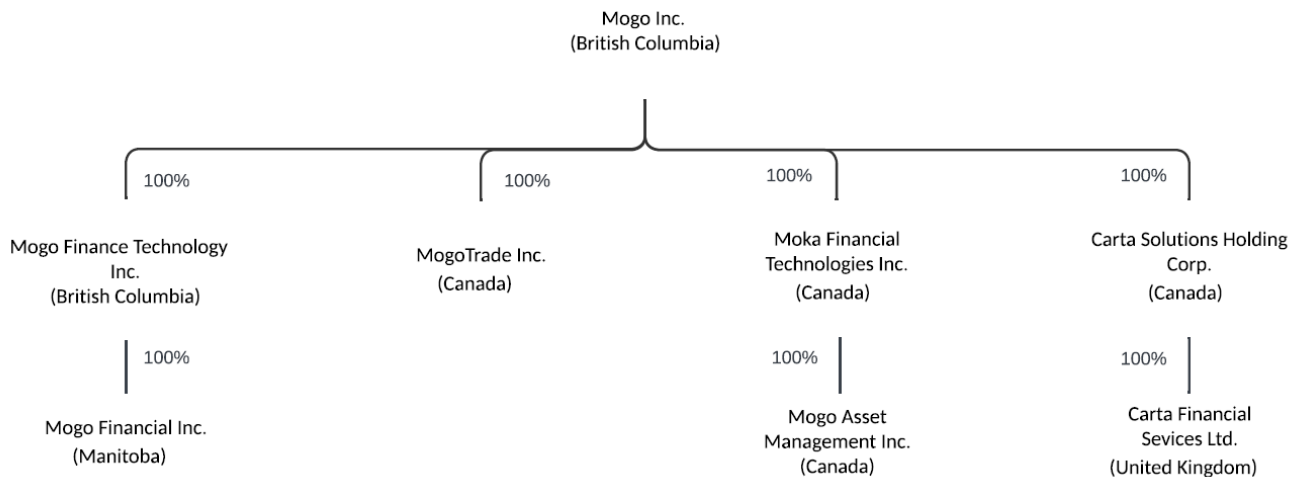 Mogo Inc.
(British Columbia)
100%
100%
100%
100%
Mogo Finance Technology
Inc.
(British Columbia)
MogoTrade Inc.
(Canada)
Moka Financial
Technologies Inc.
(Canada)
Carta Solutions Holding
Corp.
(Canada)
100%
100%
100%
Mogo Financial Inc.
(Manitoba)
Mogo Asset
Management Inc.
(Canada)
Carta Financial
Sevices Ltd.
(United Kingdom)